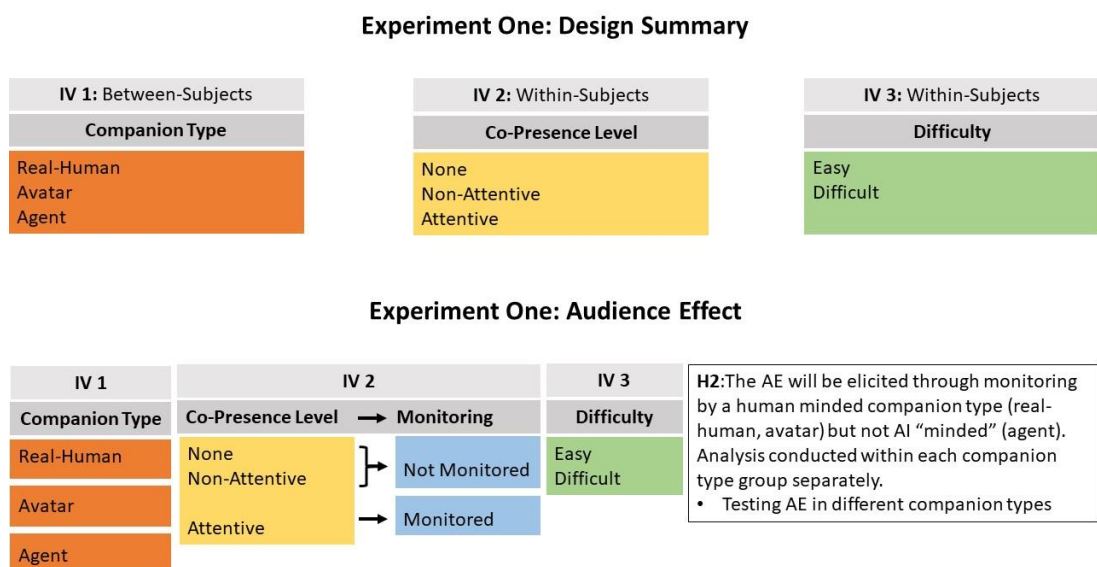 Experiment One: Design Summary
IV 1: Between-Subjects
Companion Type
Real-Human
Avatar
Agent
IV 2: Within-Subjects
Co-Presence Level
None
Non-Attentive
Attentive
IV 3: Within-Subjects
Difficulty
Easy
Difficult
Experiment One: Audience Effect
IV 1
Companion Type
Real-Human
Avatar
Agent
IV 2
Co-Presence Level → Monitoring
None
Non-Attentive
Not Monitored
Attentive
Monitored
IV 3
Difficulty
Easy
Difficult
H2:The AE will be elicited through monitoring
by a human minded companion type (real-
human, avatar) but not AI “minded” (agent).
Analysis conducted within each companion
type group separately.
• Testing AE in different companion types